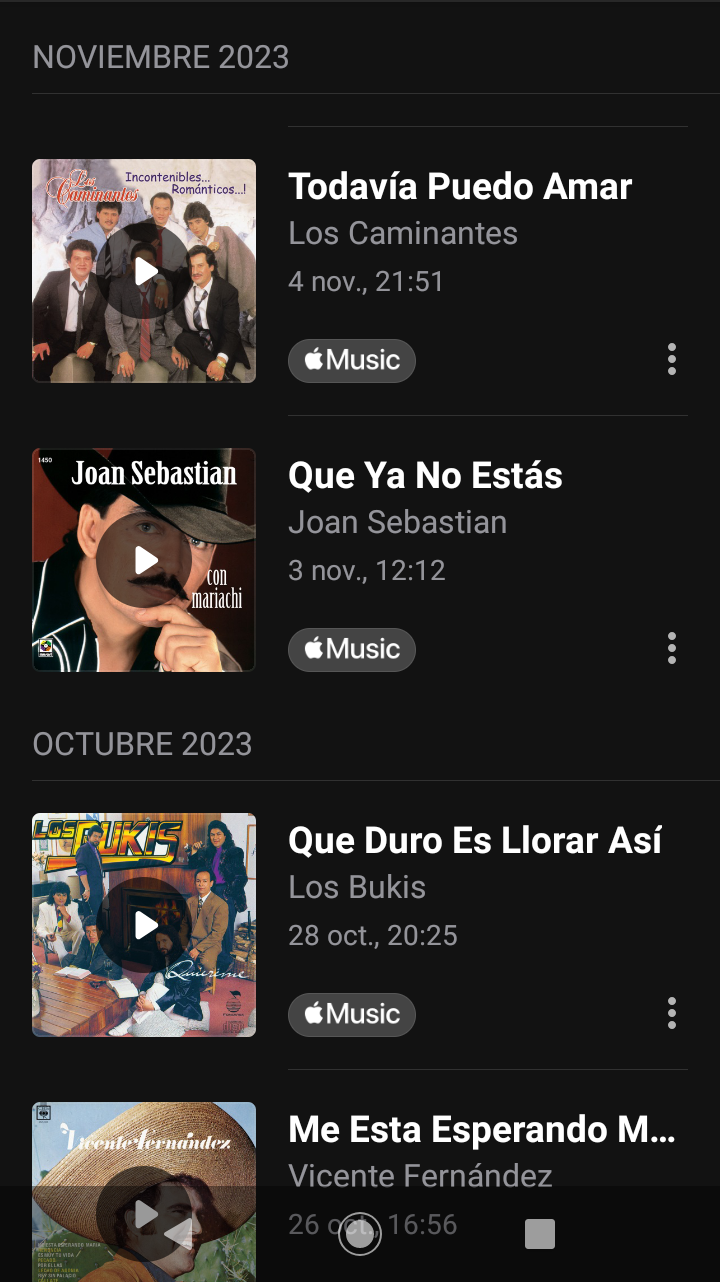 NOVIEMBRE 2023
Los
Caminantes
Incontenibles...
Románticos...!
Todavía Puedo Amar
Los Caminantes
4 nov., 21:51
Music
1450
Joan Sebastian
con
mariachi
Que Ya No Estás
Joan Sebastian
3 nov., 12:12
Music
OCTUBRE 2023
LOS BUKIS
Quiéreme
Que Duro Es Llorar Así
Los Bukis
28 oct., 20:25
Music
Vicente Fernández
Me Esta Esperando M...
Vicente Fernández
26 oct., 16:56